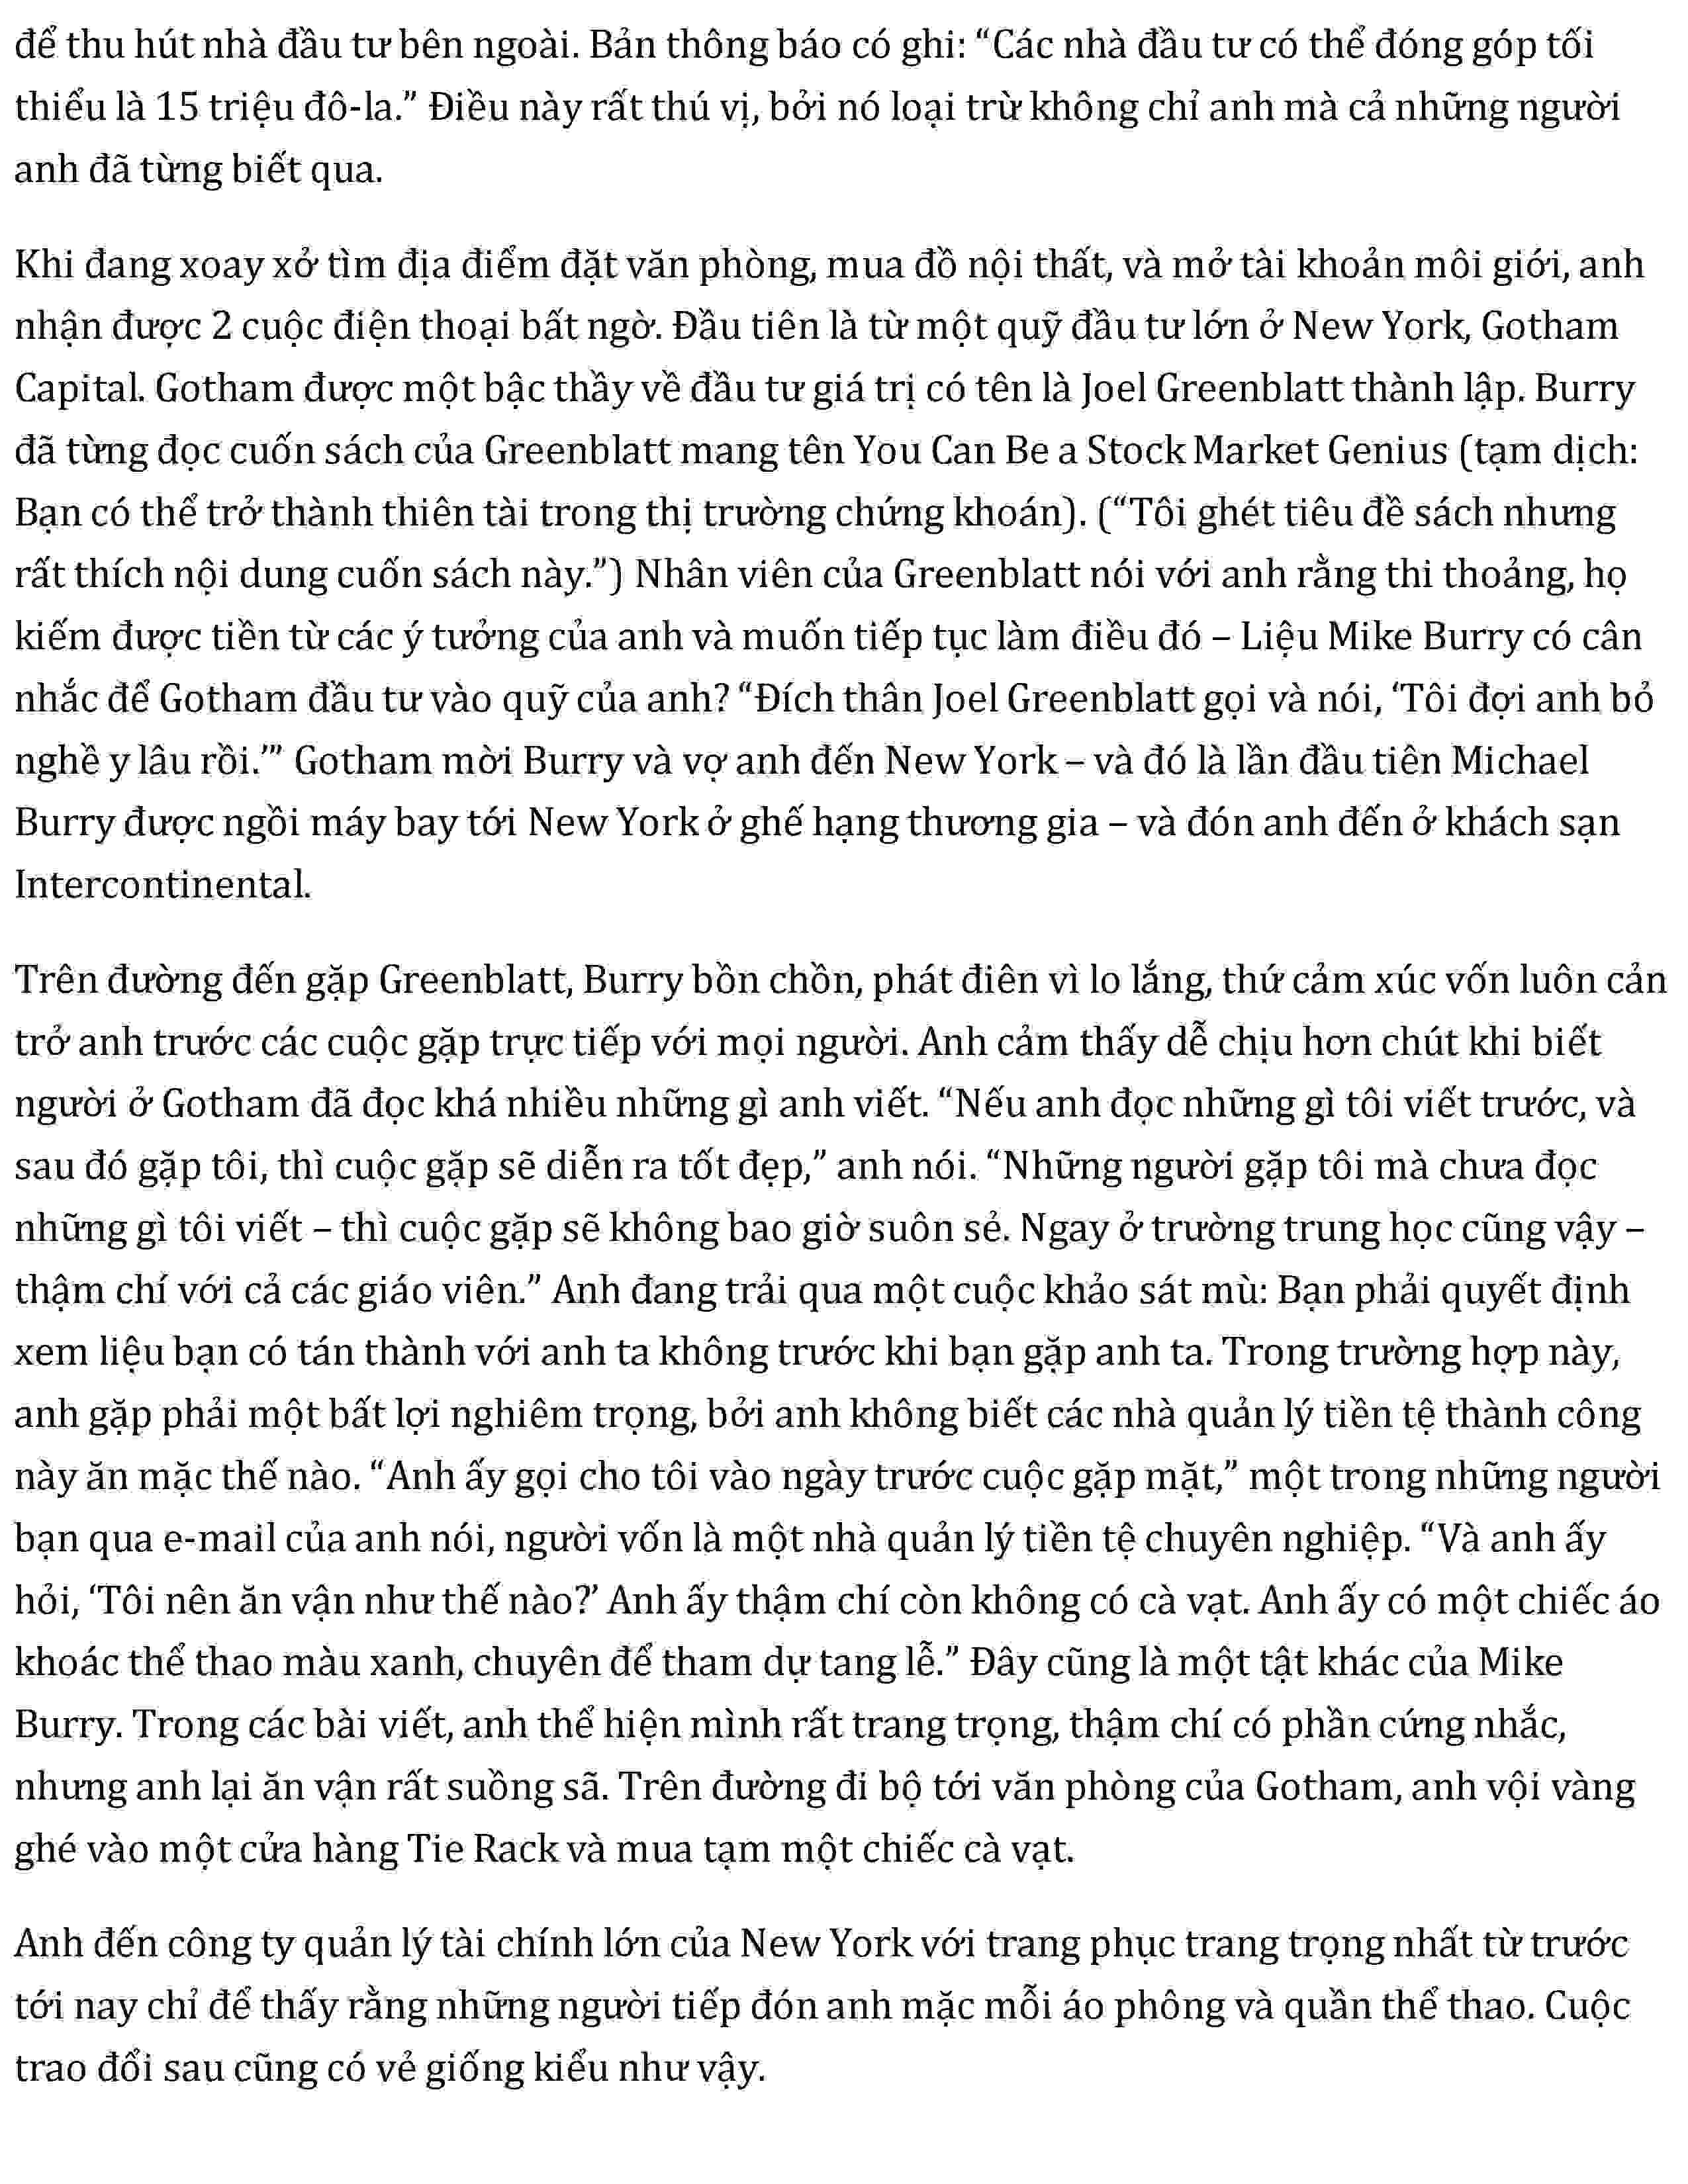 để thu hút nhà đầu tư bên ngoài. Bản thông báo có ghi: “Các nhà đầu tư có thể đóng góp tối
thiểu là 15 triệu đô-la.” Điều này rất thú vị, bởi nó loại trừ không chỉ anh mà cả những người
anh đã từng biết qua.
Khi đang xoay xở tìm địa điểm đặt văn phòng, mua đồ nội thất, và mở tài khoản môi giới, anh
nhận được 2 cuộc điện thoại bất ngờ. Đầu tiên là từ một quỹ đầu tư lớn ở New York, Gotham
Capital. Gotham được một bậc thầy về đầu tư giá trị có tên là Joel Greenblatt thành lập. Burry
đã từng đọc cuốn sách của Greenblatt mang tên You Can Be a Stock Market Genius (tạm dịch:
Bạn có thể trở thành thiên tài trong thị trường chứng khoán). (“Tôi ghét tiêu đề sách nhưng
rất thích nội dung cuốn sách này.”) Nhân viên của Greenblatt nói với anh rằng thi thoảng, họ
kiếm được tiền từ các ý tưởng của anh và muốn tiếp tục làm điều đó – Liệu Mike Burry có cân
nhắc để Gotham đầu tư vào quỹ của anh? “Đích thân Joel Greenblatt gọi và nói, ‘Tôi đợi anh bỏ
nghề y lâu rồi.’” Gotham mời Burry và vợ anh đến New York – và đó là lần đầu tiên Michael
Burry được ngồi máy bay tới New York ở ghế hạng thương gia – và đón anh đến ở khách sạn
Intercontinental.
Trên đường đến gặp Greenblatt, Burry bồn chồn, phát điên vì lo lắng, thứ cảm xúc vốn luôn cản
trở anh trước các cuộc gặp trực tiếp với mọi người. Anh cảm thấy dễ chịu hơn chút khi biết
người ở Gotham đã đọc khá nhiều những gì anh viết. “Nếu anh đọc những gì tôi viết trước, và
sau đó gặp tôi, thì cuộc gặp sẽ diễn ra tốt đẹp,” anh nói. “Những người gặp tôi mà chưa đọc
những gì tôi viết – thì cuộc gặp sẽ không bao giờ suôn sẻ. Ngay ở trường trung học cũng vậy –
thậm chí với cả các giáo viên.” Anh đang trải qua một cuộc khảo sát mù: Bạn phải quyết định
xem liệu bạn có tán thành với anh ta không trước khi bạn gặp anh ta. Trong trường hợp này,
anh gặp phải một bất lợi nghiêm trọng, bởi anh không biết các nhà quản lý tiền tệ thành công
này ăn mặc thế nào. “Anh ấy gọi cho tôi vào ngày trước cuộc gặp mặt,” một trong những người
bạn qua e-mail của anh nói, người vốn là một nhà quản lý tiền tệ chuyên nghiệp. “Và anh ấy
hỏi, ‘Tôi nên ăn vận như thế nào?’ Anh ấy thậm chí còn không có cà vạt. Anh ấy có một chiếc áo
khoác thể thao màu xanh, chuyên để tham dự tang lễ.” Đây cũng là một tật khác của Mike
Burry. Trong các bài viết, anh thể hiện mình rất trang trọng, thậm chí có phần cứng nhắc,
nhưng anh lại ăn vận rất suồng sã. Trên đường đi bộ tới văn phòng của Gotham, anh vội vàng
ghé vào một cửa hàng Tie Rack và mua tạm một chiếc cà vạt.
Anh đến công ty quản lý tài chính lớn của New York với trang phục trang trọng nhất từ trước
tới nay chỉ để thấy rằng những người tiếp đón anh mặc mỗi áo phông và quần thể thao. Cuộc
trao đổi sau cũng có vẻ giống kiểu như vậy.